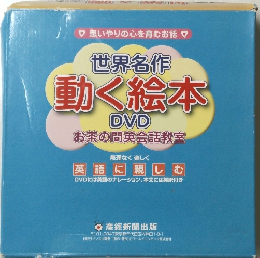 ♡ 思いやりの心を育むお話 ♡
世界名作
動く絵本
DVD
お茶の間英会話教室
無理なく楽しく
英語に親しむ
産經新聞出版